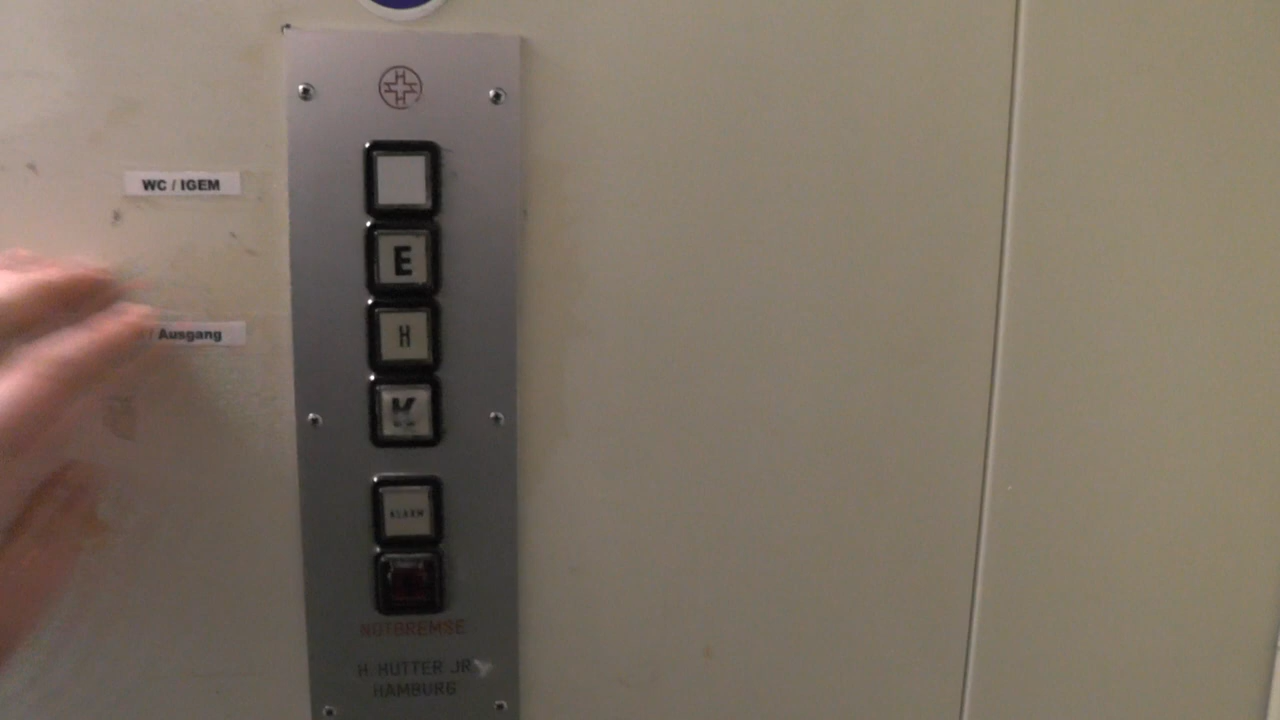 WC / IGEM
E
/ Ausgang
H
K
ALARM
NOTBREMSE
H. HUTTER JR
HAMBURG